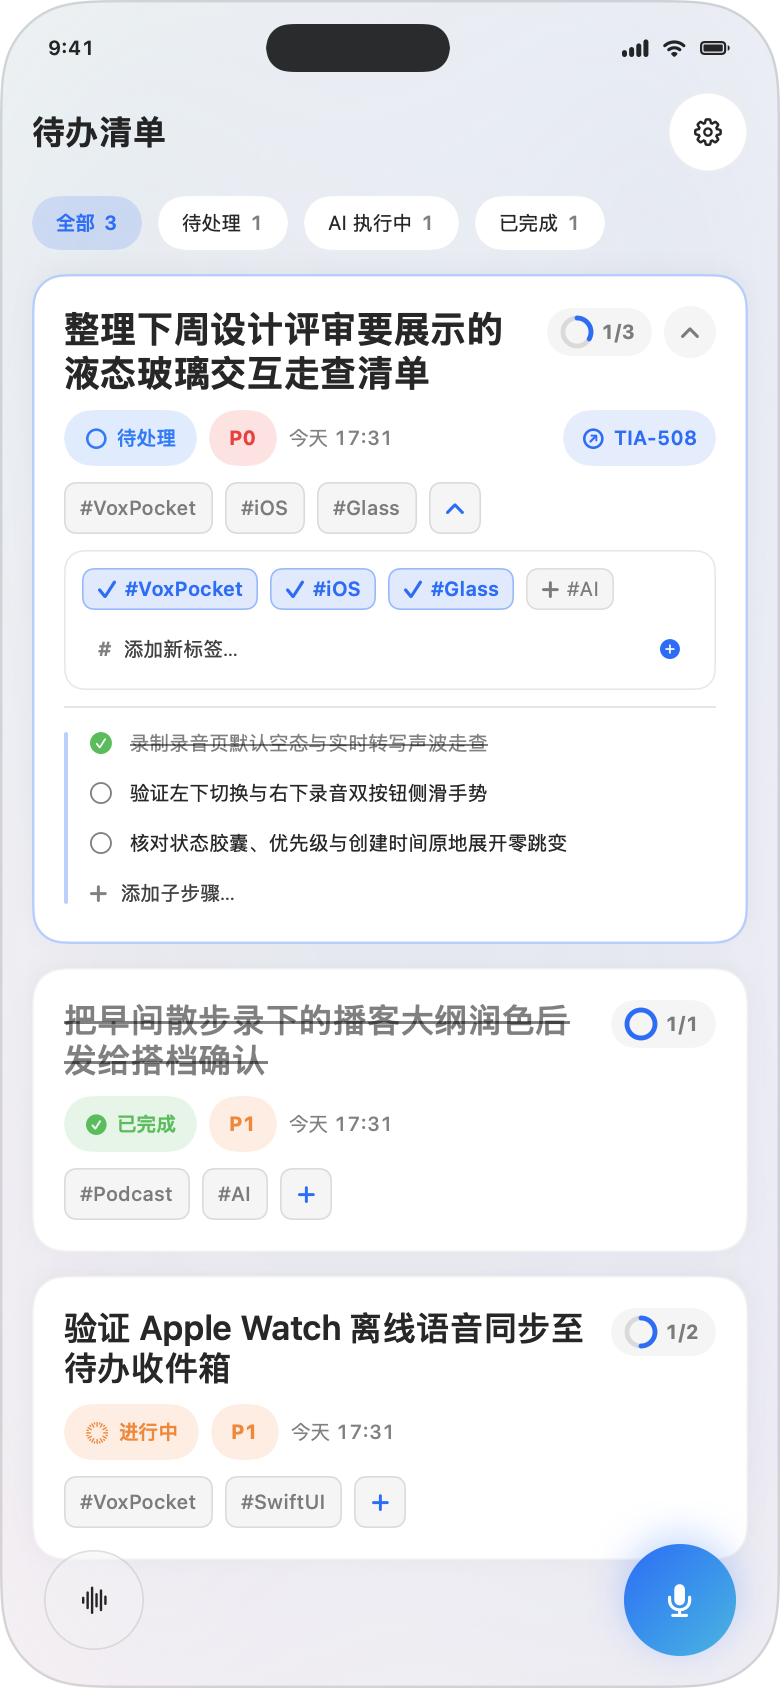 9:41
待办清单
全部 3 待处理 1 AI 执行中 1 已完成 1
整理下周设计评审要展示的
液态玻璃交互走查清单
1/3
待处理 P0 今天 17:31 TIA-508
#VoxPocket #iOS #Glass
#VoxPocket #iOS #Glass + #AI
# 添加新标签...
录制录音页默认空态与实时转写声波走查
验证左下切换与右下录音双按钮侧滑手势
核对状态胶囊、优先级与创建时间原地展开零跳变
+ 添加子步骤...
把早间散步录下的播客大纲润色后
发给搭档确认
1/1
已完成 P1 今天 17:31
#Podcast #AI +
验证 Apple Watch 离线语音同步至
待办收件箱
1/2
进行中 P1 今天 17:31
#VoxPocket #SwiftUI +